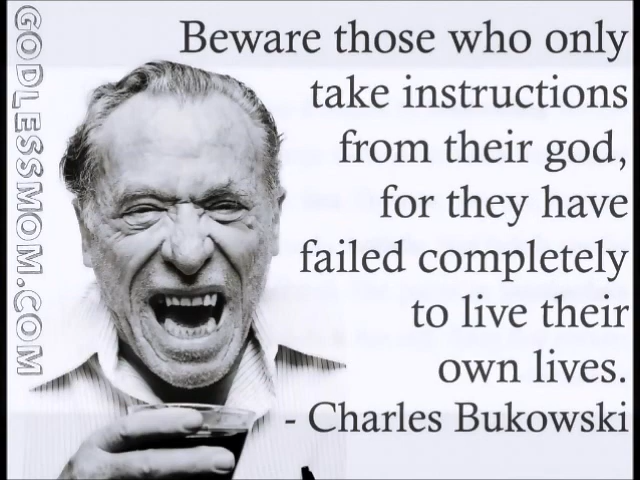 GODLESSMOM.COM
Beware those who only
take instructions
from their god,
for they have
failed completely
to live their
own lives.
- Charles Bukowski